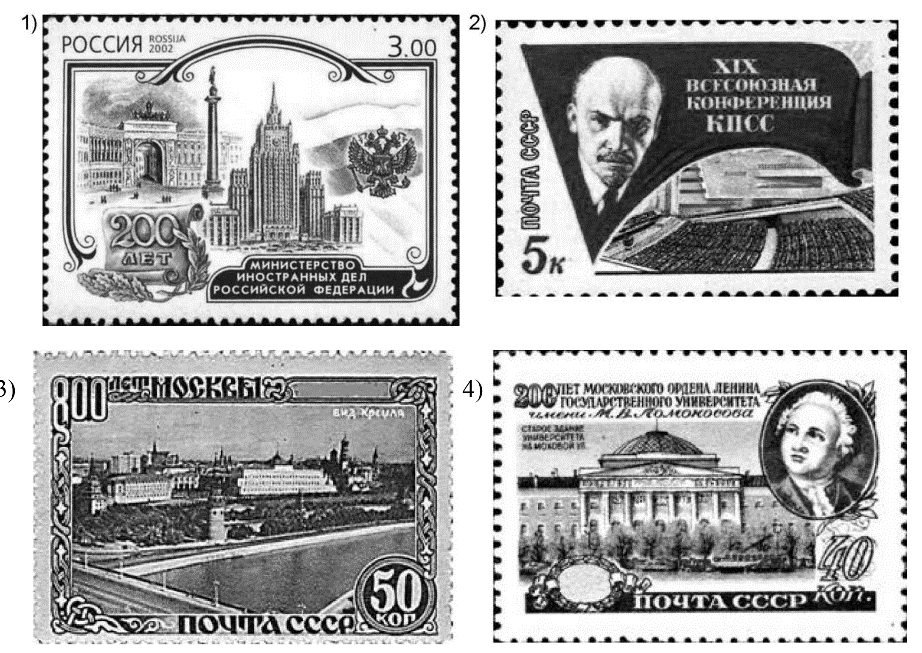 1)
РОССИЯ ROSSIJA 2002 3.00
200
ЛЕТ
МИНИСТЕРСТВО
ИНОСТРАННЫХ ДЕЛ
РОССИЙСКОЙ ФЕДЕРАЦИИ
2)
XIX
ВСЕСОЮЗНАЯ
КОНФЕРЕНЦИЯ
КПСС
ПОЧТА СССР
5к
3)
800 ЛЕТ МОСКВЫ
ВИД КРЕМЛЯ
50
КОП
ПОЧТА СССР
4)
200 ЛЕТ МОСКОВСКОГО ОРДЕНА ЛЕНИНА
ГОСУДАРСТВЕННОГО УНИВЕРСИТЕТА
имени М.В.Ломоносова
СТАРОЕ ЗДАНИЕ
УНИВЕРСИТЕТА
НА МОХОВОЙ УЛ.
40
КОП.
ПОЧТА СССР